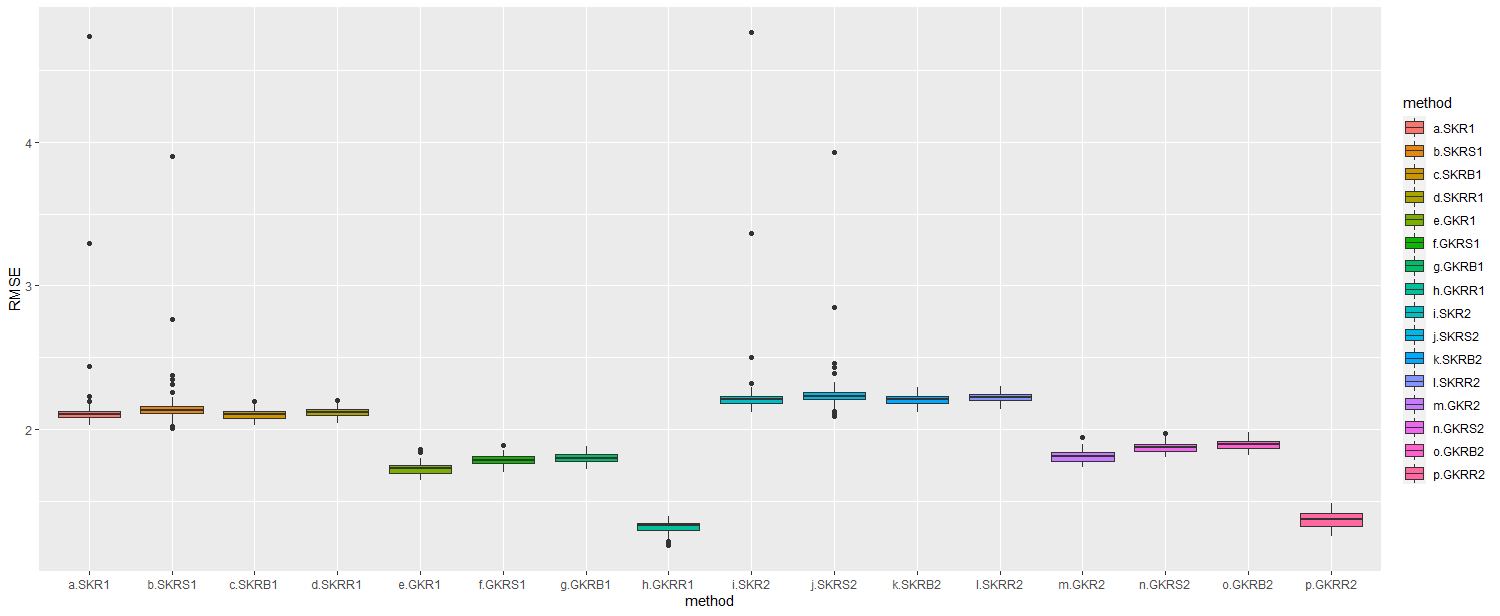 RMSE
4
3
2
a.SKR1 b.SKRS1 c.SKRB1 d.SKRR1 e.GKR1 f.GKRS1 g.GKRB1 h.GKRR1 i.SKR2 j.SKRS2 k.SKRB2 l.SKRR2 m.GKR2 n.GKRS2 o.GKRB2 p.GKRR2
method
method
a.SKR1
b.SKRS1
c.SKRB1
d.SKRR1
e.GKR1
f.GKRS1
g.GKRB1
h.GKRR1
i.SKR2
j.SKRS2
k.SKRB2
l.SKRR2
m.GKR2
n.GKRS2
o.GKRB2
p.GKRR2